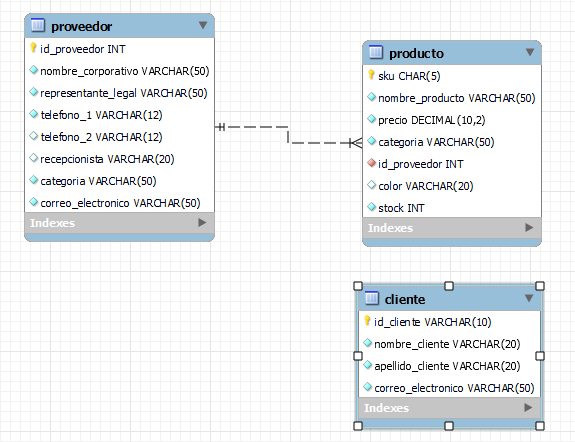 proveedor
id_proveedor INT
nombre_corporativo VARCHAR(50)
representante_legal VARCHAR(50)
telefono_1 VARCHAR(12)
telefono_2 VARCHAR(12)
recepcionista VARCHAR(20)
categoria VARCHAR(50)
correo_electronico VARCHAR(50)
Indexes
producto
sku CHAR(5)
nombre_producto VARCHAR(50)
precio DECIMAL(10,2)
categoria VARCHAR(50)
id_proveedor INT
color VARCHAR(20)
stock INT
Indexes
cliente
id_cliente VARCHAR(10)
nombre_cliente VARCHAR(20)
apellido_cliente VARCHAR(20)
correo_electronico VARCHAR(50)
Indexes